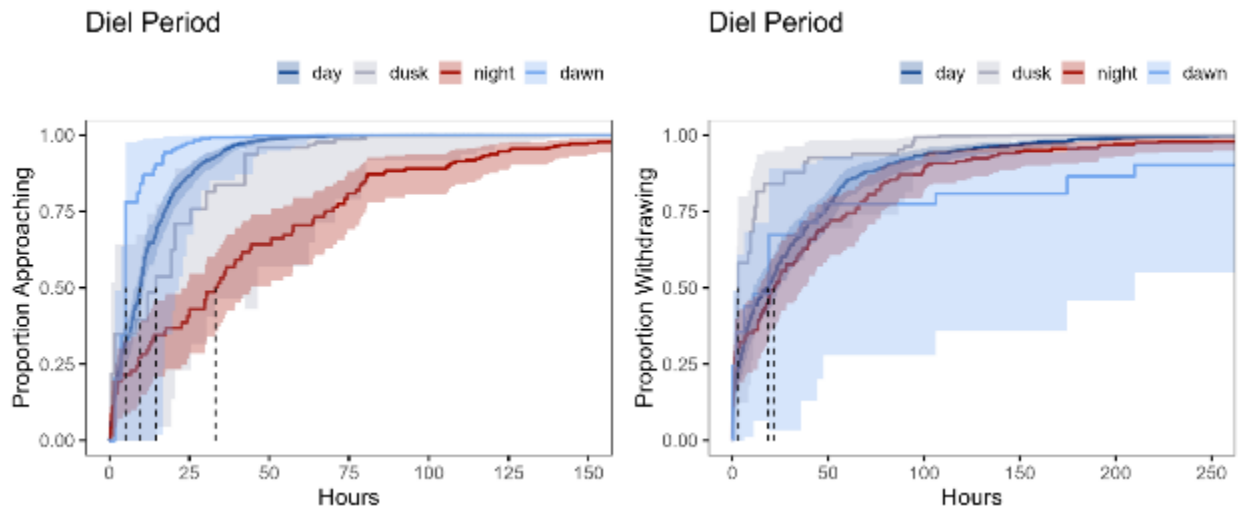 Diel Period
day dusk night dawn
Proportion Approaching
1.00
0.75
0.50
0.25
0.00
0 25 50 75 100 125 150
Hours
Diel Period
day dusk night dawn
Proportion Withdrawing
1.00
0.75
0.50
0.25
0.00
0 50 100 150 200 250
Hours